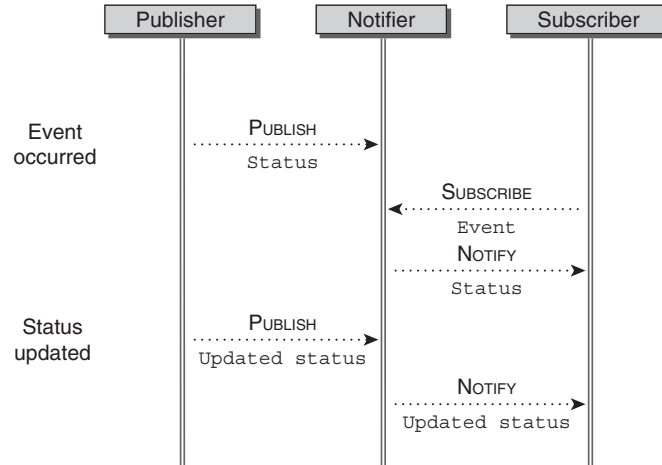 Publisher
Notifier
Subscriber
Event
occurred
PUBLISH
Status
SUBSCRIBE
Event
NOTIFY
Status
Status
updated
PUBLISH
Updated status
NOTIFY
Updated status